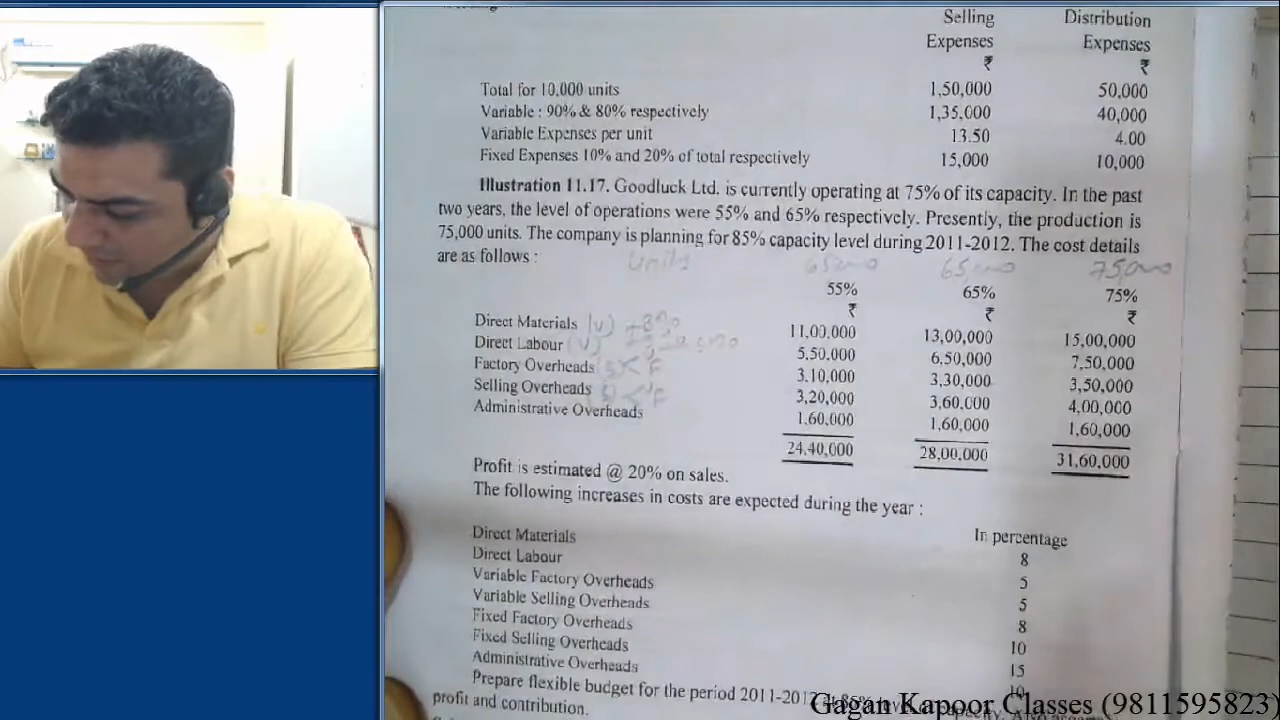 Selling Distribution
Expenses Expenses
₹ ₹
Total for 10,000 units 1,50,000 50,000
Variable : 90% & 80% respectively 1,35,000 40,000
Variable Expenses per unit 13.50 4.00
Fixed Expenses 10% and 20% of total respectively 15,000 10,000
Illustration 11.17. Goodluck Ltd. is currently operating at 75% of its capacity. In the past
two years, the level of operations were 55% and 65% respectively. Presently, the production is
75,000 units. The company is planning for 85% capacity level during 2011-2012. The cost details
are as follows :
Units 65,000 75,000
55% 65% 75%
₹ ₹ ₹
Direct Materials (V) 11,00,000 13,00,000 15,00,000
Direct Labour (V) 5,50,000 6,50,000 7,50,000
Factory Overheads 3,10,000 3,30,000 3,50,000
Selling Overheads 3,20,000 3,60,000 4,00,000
Administrative Overheads 1,60,000 1,60,000 1,60,000
24,40,000 28,00,000 31,60,000
Profit is estimated @ 20% on sales.
The following increases in costs are expected during the year :
In percentage
Direct Materials 8
Direct Labour 5
Variable Factory Overheads 5
Variable Selling Overheads 8
Fixed Factory Overheads 10
Fixed Selling Overheads 15
Administrative Overheads 10
Prepare flexible budget for the period 2011-2012 at 85%
profit and contribution.
Gagan Kapoor Classes (9811595823)